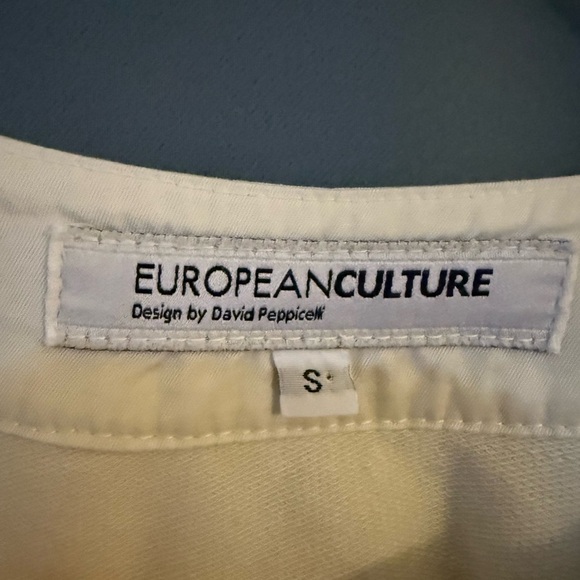 EUROPEANCULTURE
Design by David Peppicelli
S